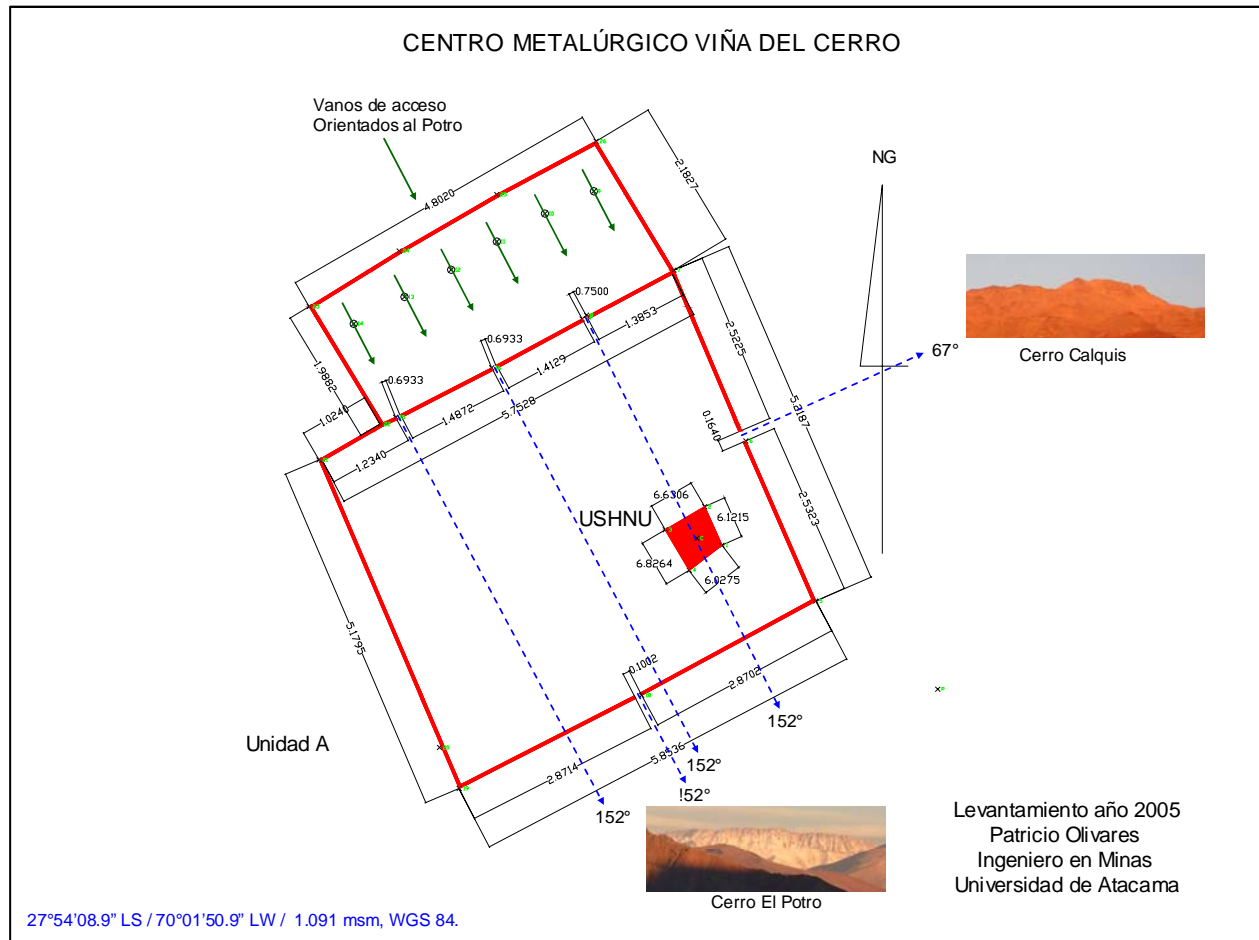 CENTRO METALÚRGICO VIÑA DEL CERRO
Vanos de acceso
Orientados al Potro
NG
4.8020
2.1827
0.7500
1.3853
0.6933
1.4129
2.5225
Cerro Calquis
67°
1.9882
0.6933
1.4872
5.7528
5.2187
1.0240
1.2340
0.1640
6.6306
USHNU
6.1215
2.5323
6.8264
6.0275
5.1795
0.1002
2.8702
152°
Unidad A
5.8536
152°
2.8714
!52°
152°
Cerro El Potro
Levantamiento año 2005
Patricio Olivares
Ingeniero en Minas
Universidad de Atacama
27°54'08.9" LS / 70°01'50.9" LW / 1.091 msm, WGS 84.